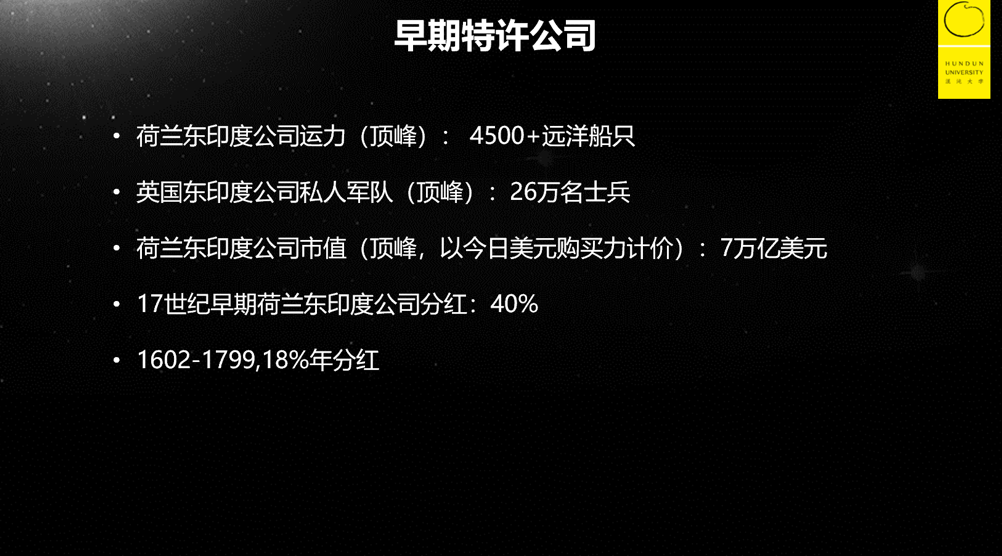 早期特许公司
HUNDUN
UNIVERSITY
混沌大学
• 荷兰东印度公司运力（顶峰）： 4500+远洋船只
• 英国东印度公司私人军队（顶峰）：26万名士兵
• 荷兰东印度公司市值（顶峰，以今日美元购买力计价）：7万亿美元
• 17世纪早期荷兰东印度公司分红：40%
• 1602-1799,18%年分红